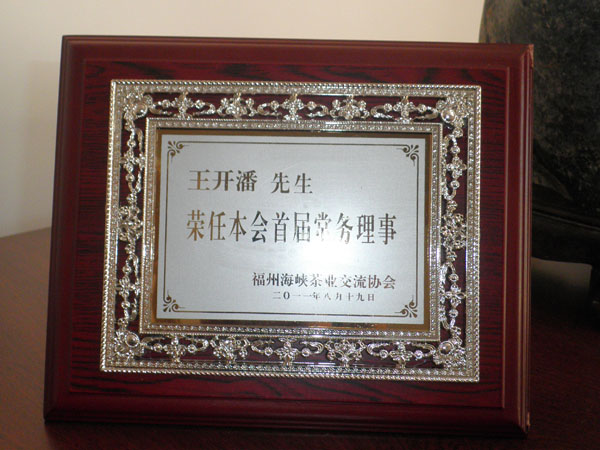 王开潘 先生
荣任本会首届常务理事
福州海峡茶业交流协会
二〇一一年八月十九日